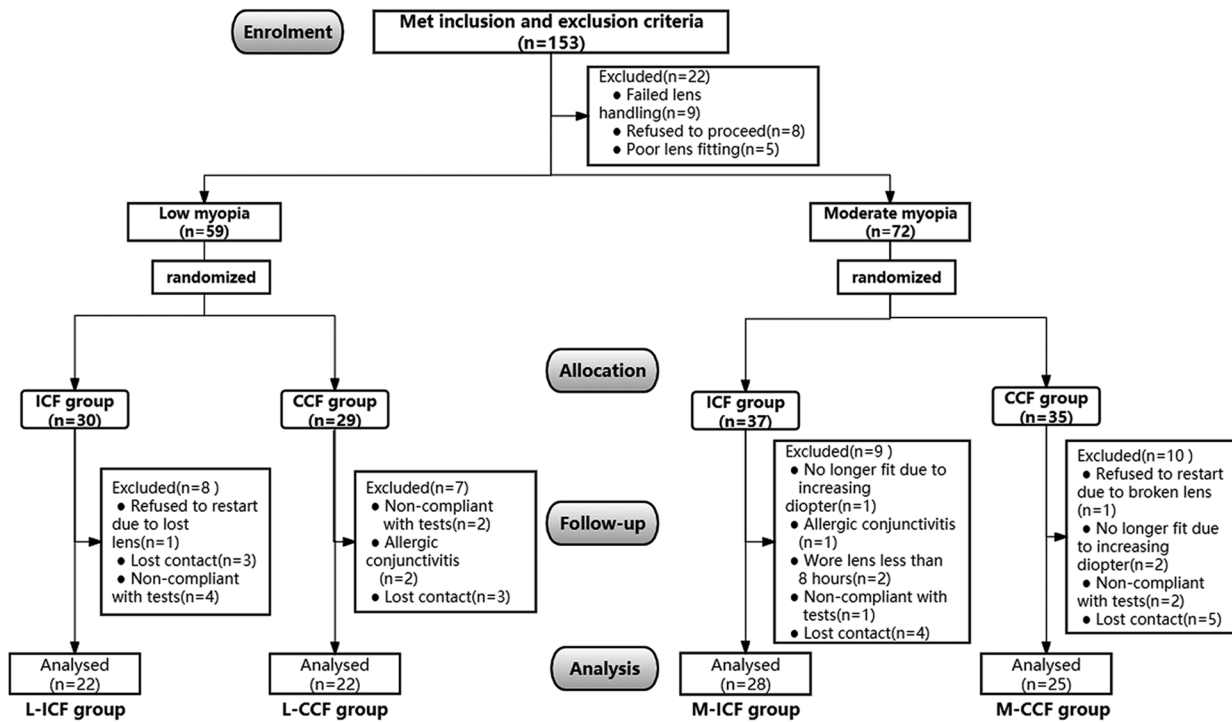 Enrolment
Met inclusion and exclusion criteria
(n=153)
Excluded(n=22)
● Failed lens
handling(n=9)
● Refused to proceed(n=8)
● Poor lens fitting(n=5)
Low myopia
(n=59)
Moderate myopia
(n=72)
randomized
randomized
Allocation
ICF group
(n=30)
CCF group
(n=29)
ICF group
(n=37)
CCF group
(n=35)
Follow-up
Excluded(n=8 )
● Refused to restart
due to lost
lens(n=1)
● Lost contact(n=3)
● Non-compliant
with tests(n=4)
Excluded(n=7)
● Non-compliant
with tests(n=2)
● Allergic
conjunctivitis
(n=2)
● Lost contact(n=3)
Excluded(n=9 )
● No longer fit due to
increasing
diopter(n=1)
● Allergic conjunctivitis
(n=1)
● Wore lens less than
8 hours(n=2)
● Non-compliant with
tests(n=1)
● Lost contact(n=4)
Excluded(n=10 )
● Refused to restart
due to broken lens
(n=1)
● No longer fit due
to increasing
diopter(n=2)
● Non-compliant
with tests(n=2)
● Lost contact(n=5)
Analysis
Analysed
(n=22)
L-ICF group
Analysed
(n=22)
L-CCF group
Analysed
(n=28)
M-ICF group
Analysed
(n=25)
M-CCF group